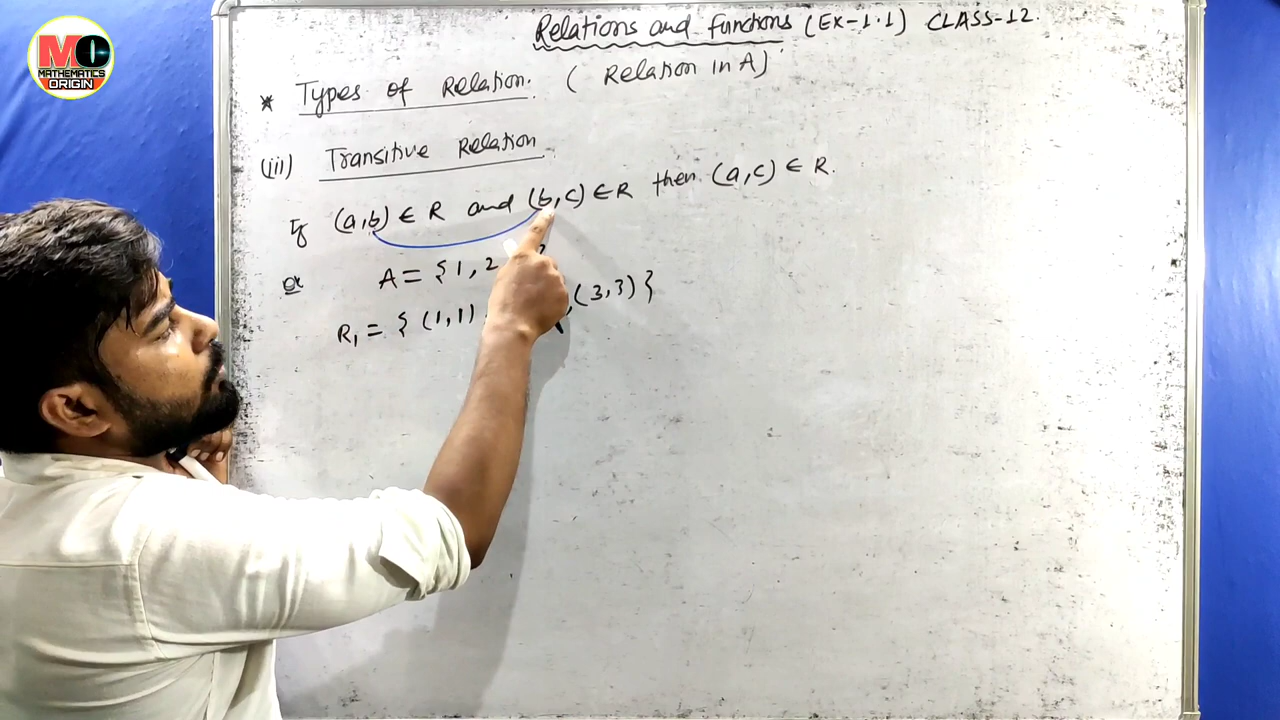 MO
MATHEMATICS
ORIGIN
Relations and functions (EX-1.1) CLASS-12.
* Types of Relation. ( Relation in A)
(iii) Transitive Relation
If (a,b) ∈ R and (b,c) ∈ R then (a,c) ∈ R.
ex A = {1, 2 }
R₁ = { (1,1) , (3,3) }